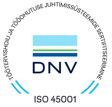 TÖÖTERVISHOIU JA TÖÖOHUTUSE JUHTIMISSÜSTEEMIDE SERTIFITSEERIMINE
DNV
ISO 45001